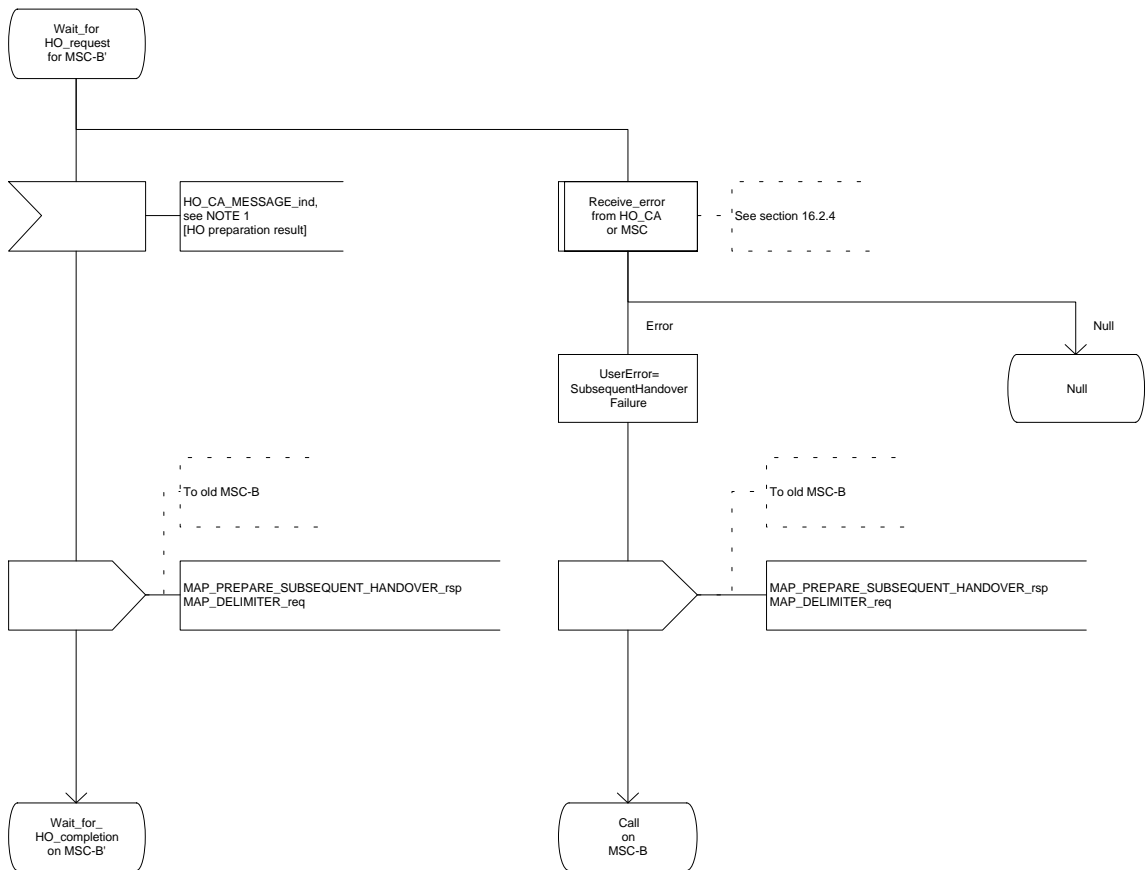 Wait_for
HO_request
for MSC-B'
HO_CA_MESSAGE_ind,
see NOTE 1
[HO preparation result]
Receive_error
from HO_CA
or MSC
See section 16.2.4
Error
Null
UserError=
SubsequentHandover
Failure
Null
To old MSC-B
To old MSC-B
MAP_PREPARE_SUBSEQUENT_HANDOVER_rsp
MAP_DELIMITER_req
MAP_PREPARE_SUBSEQUENT_HANDOVER_rsp
MAP_DELIMITER_req
Wait_for_
HO_completion
on MSC-B'
Call
on
MSC-B